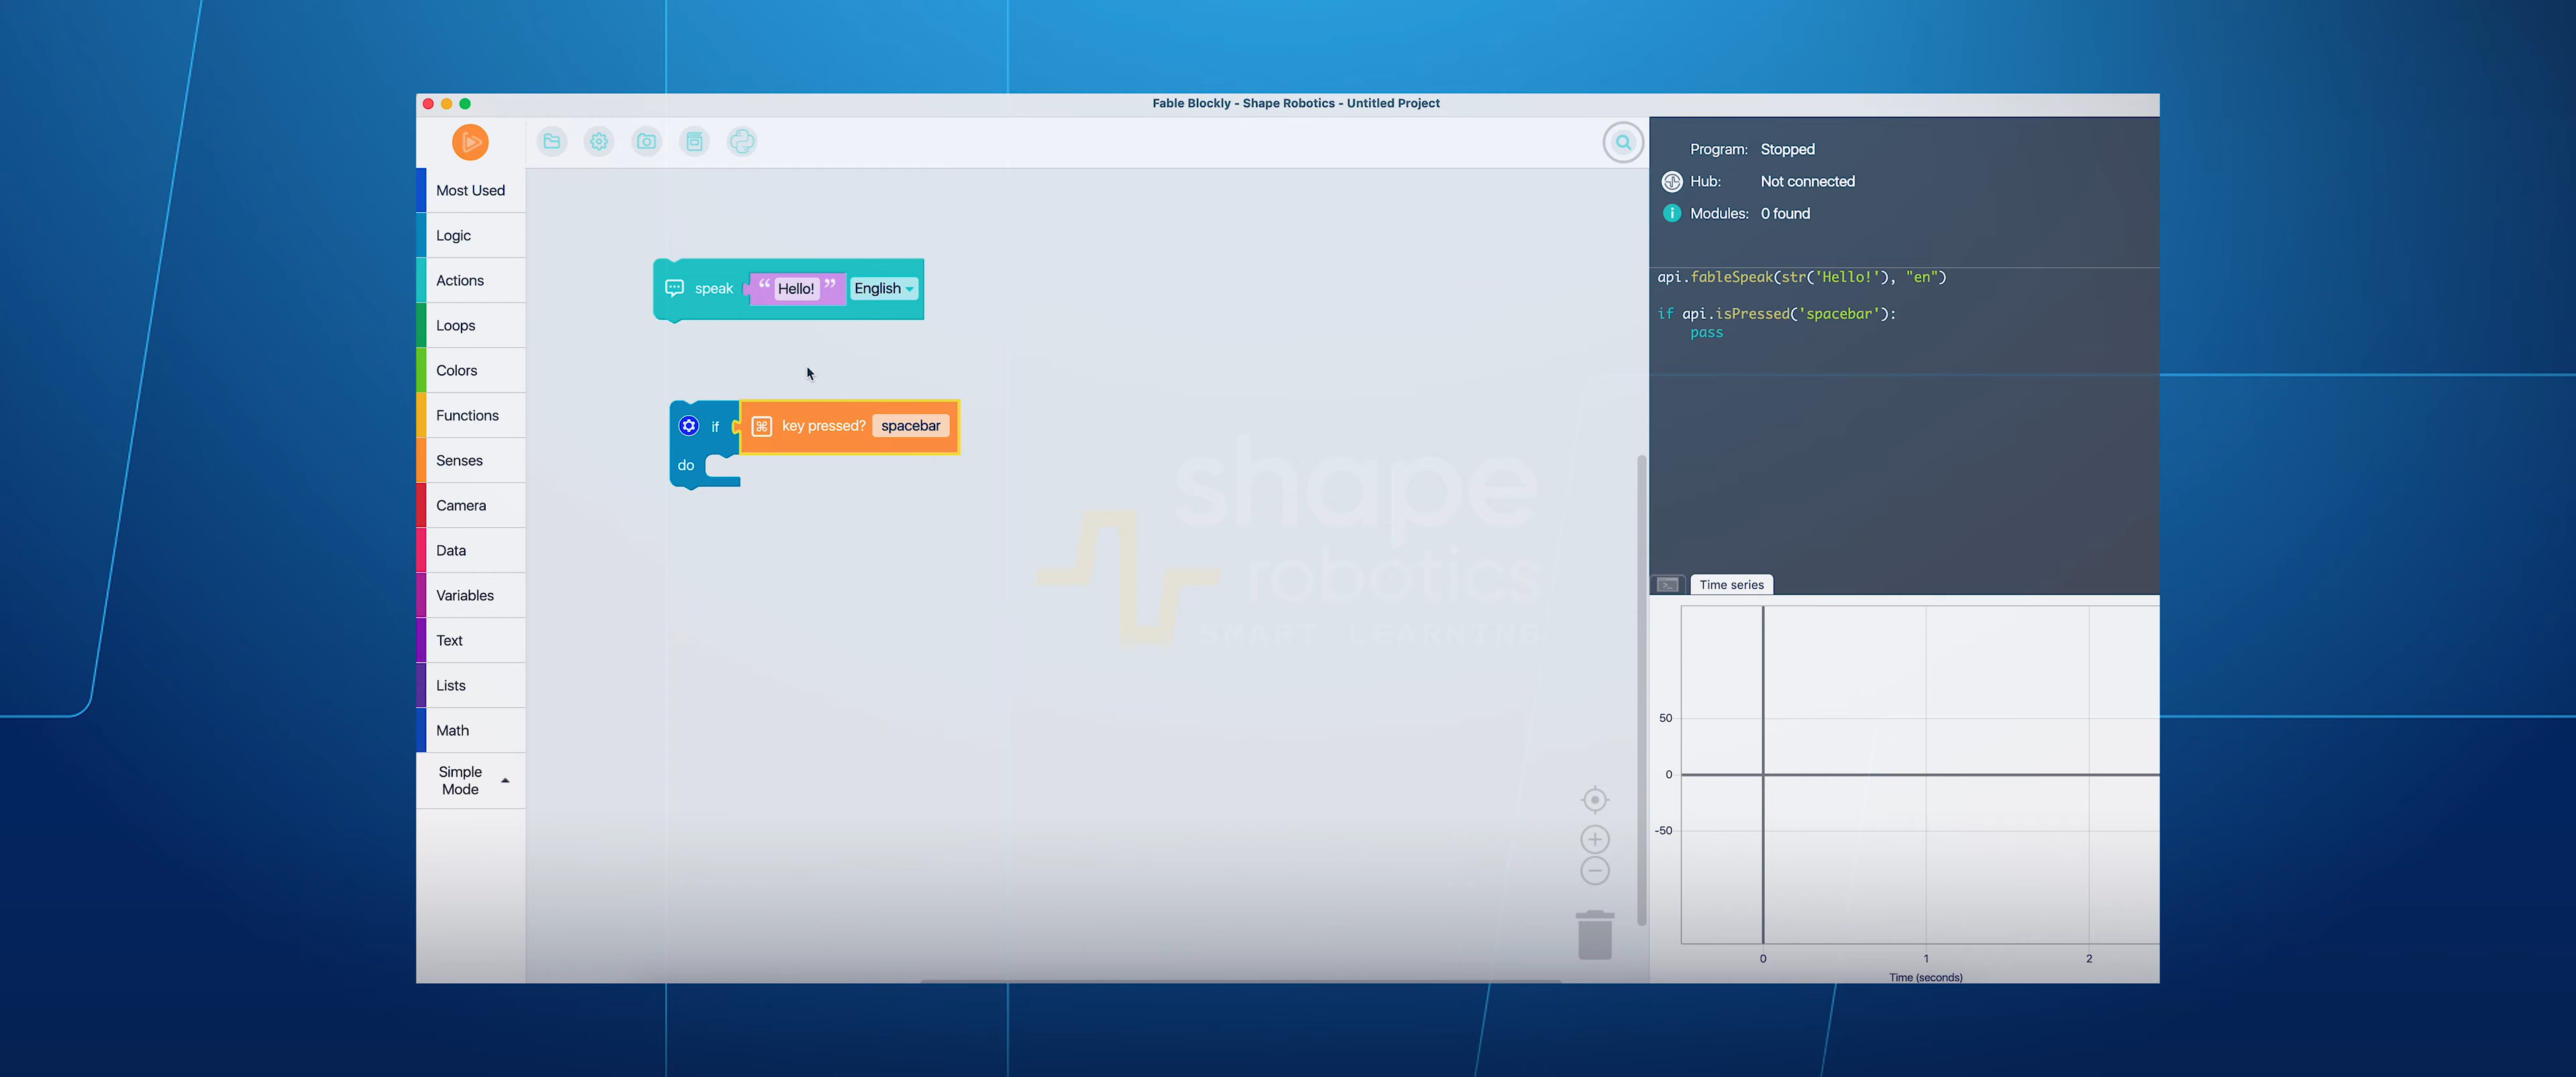 Fable Blockly - Shape Robotics - Untitled Project
Most Used
Logic
Actions
Loops
Colors
Functions
Senses
Camera
Data
Variables
Text
Lists
Math
Simple
Mode
speak “ Hello! ” English
if key pressed? spacebar
do
shape
robotics
SMART LEARNING
Program: Stopped
Hub: Not connected
Modules: 0 found
api.fableSpeak(str('Hello!'), "en")
if api.isPressed('spacebar'):
pass
Time series
50
0
-50
0 1 2
Time (seconds)